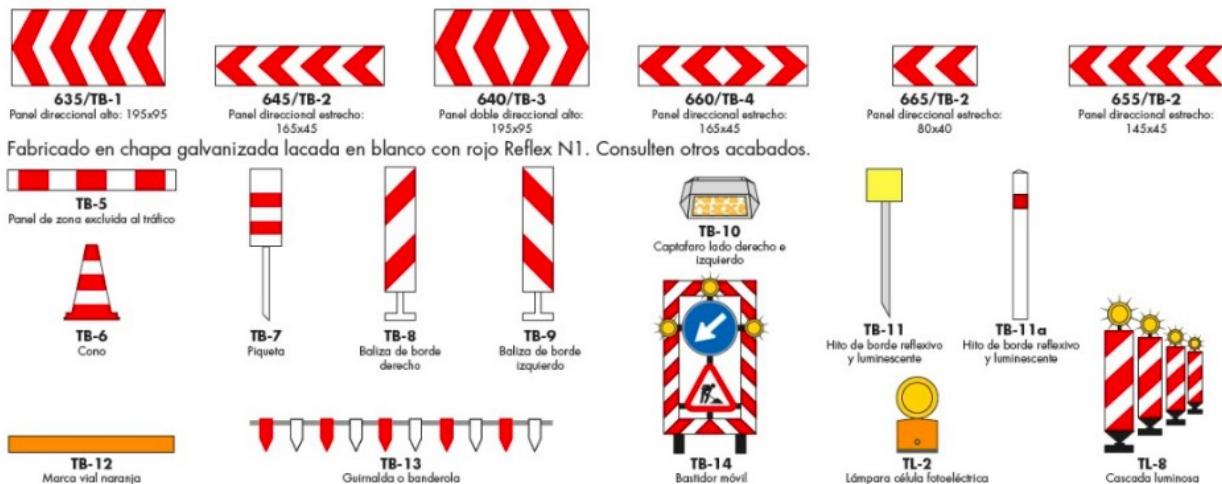 635/TB-1
Panel direccional alto: 195x95
645/TB-2
Panel direccional estrecho:
165x45
640/TB-3
Panel doble direccional alto:
195x95
660/TB-4
Panel direccional estrecho:
165x45
665/TB-2
Panel direccional estrecho:
80x40
655/TB-2
Panel direccional estrecho:
145x45
Fabricado en chapa galvanizada lacada en blanco con rojo Reflex N1. Consulten otros acabados.
TB-5
Panel de zona excluida al tráfico
TB-6
Cono
TB-7
Piqueta
TB-8
Baliza de borde
derecho
TB-9
Baliza de borde
izquierdo
TB-10
Captafaro lado derecho e
izquierdo
TB-11
Hito de borde reflexivo
y luminescente
TB-11a
Hito de borde reflexivo
y luminescente
TB-12
Marca vial naranja
TB-13
Guirnalda o banderola
TB-14
Bastidor móvil
TL-2
Lámpara célula fotoeléctrica
TL-8
Cascada luminosa